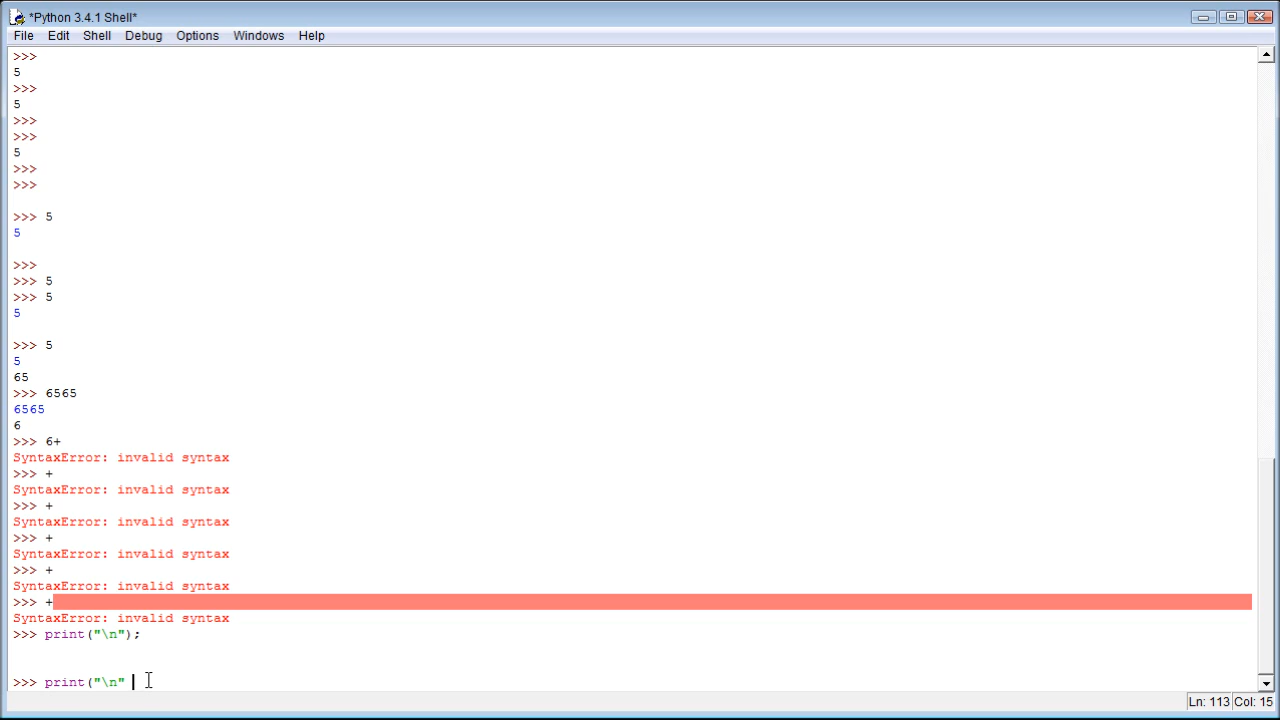 *Python 3.4.1 Shell*
File Edit Shell Debug Options Windows Help
>>>
5
>>>
5
>>>
>>>
5
>>>
>>>
>>> 5
5
>>>
>>> 5
>>> 5
5
>>> 5
5
65
>>> 6565
6565
6
>>> 6+
SyntaxError: invalid syntax
>>> +
SyntaxError: invalid syntax
>>> +
SyntaxError: invalid syntax
>>> +
SyntaxError: invalid syntax
>>> +
SyntaxError: invalid syntax
>>> +
SyntaxError: invalid syntax
>>> print("\n");
>>> print("\n"
Ln: 113 Col: 15